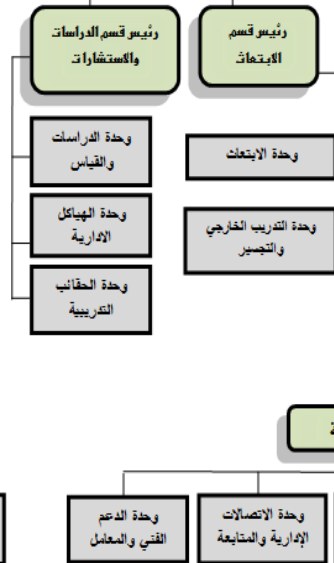 رئيس قسم
الابتعاث
رئيس قسم الدراسات
والاستشارات
وحدة الابتعاث
وحدة الدراسات
والقياس
وحدة التدريب الخارجي
والتجسير
وحدة الهياكل
الادارية
وحدة الحقائب
التدريبية
ة
وحدة الاتصالات
الإدارية والمتابعة
وحدة الدعم
الفني والمعامل